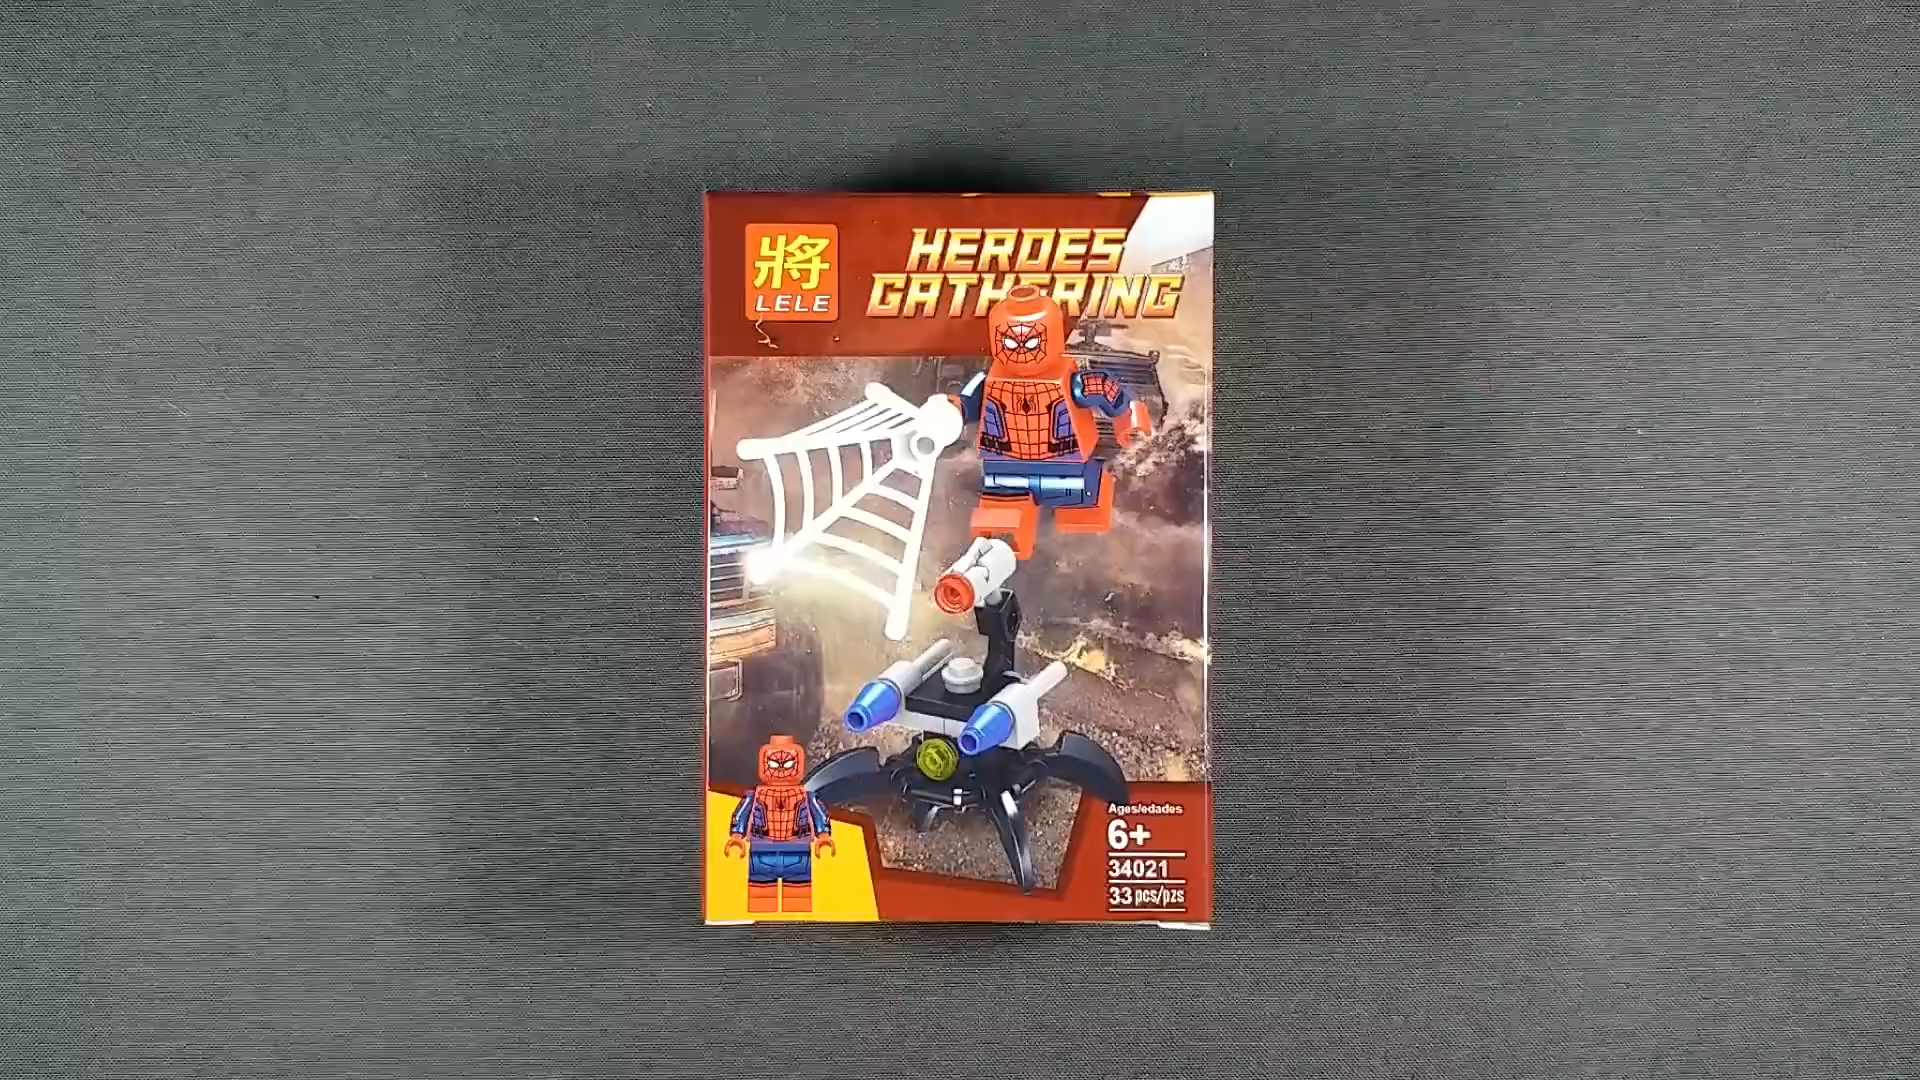 將
LELE
HEROES
GATHERING
Ages/edades
6+
34021
33 pcs/pzs